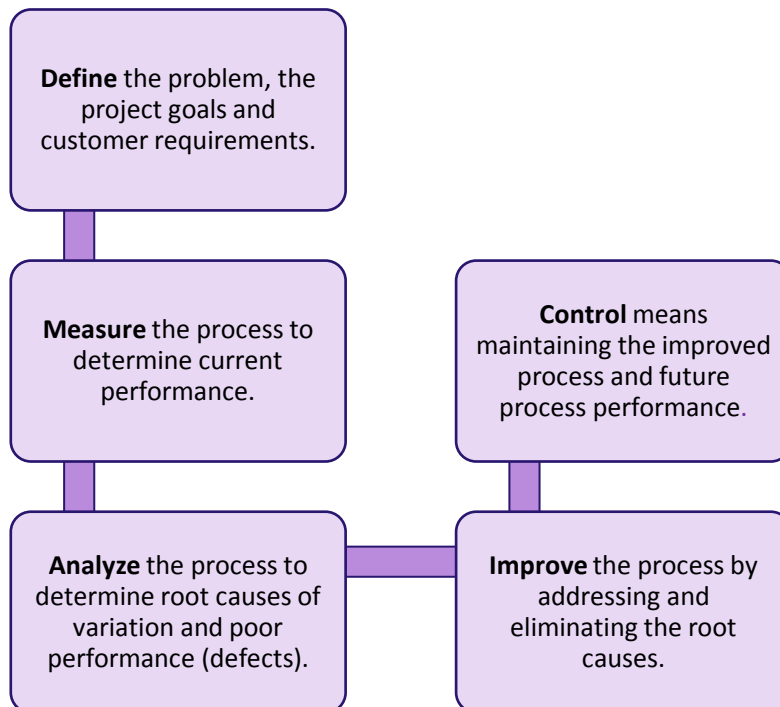 Define the problem, the
project goals and
customer requirements.
Measure the process to
determine current
performance.
Analyze the process to
determine root causes of
variation and poor
performance (defects).
Improve the process by
addressing and
eliminating the root
causes.
Control means
maintaining the improved
process and future
process performance.